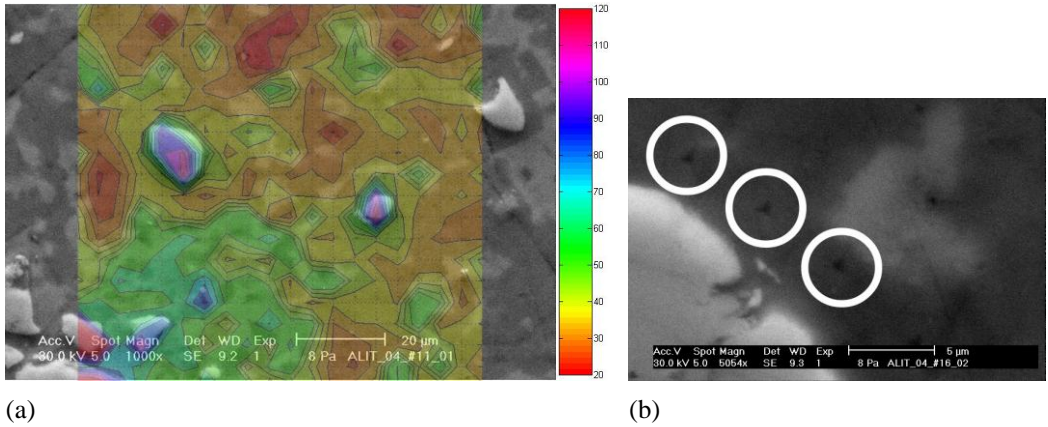 120
110
100
90
80
70
60
50
40
30
20
Acc.V Spot Magn Det WD Exp 20 µm
30.0 kV 5.0 1000x SE 9.2 1 8 Pa ALIT_04_#11_01
Acc.V Spot Magn Det WD Exp 5 µm
30.0 kV 5.0 5054x SE 9.3 1 8 Pa ALIT_04_#16_02
(a)
(b)